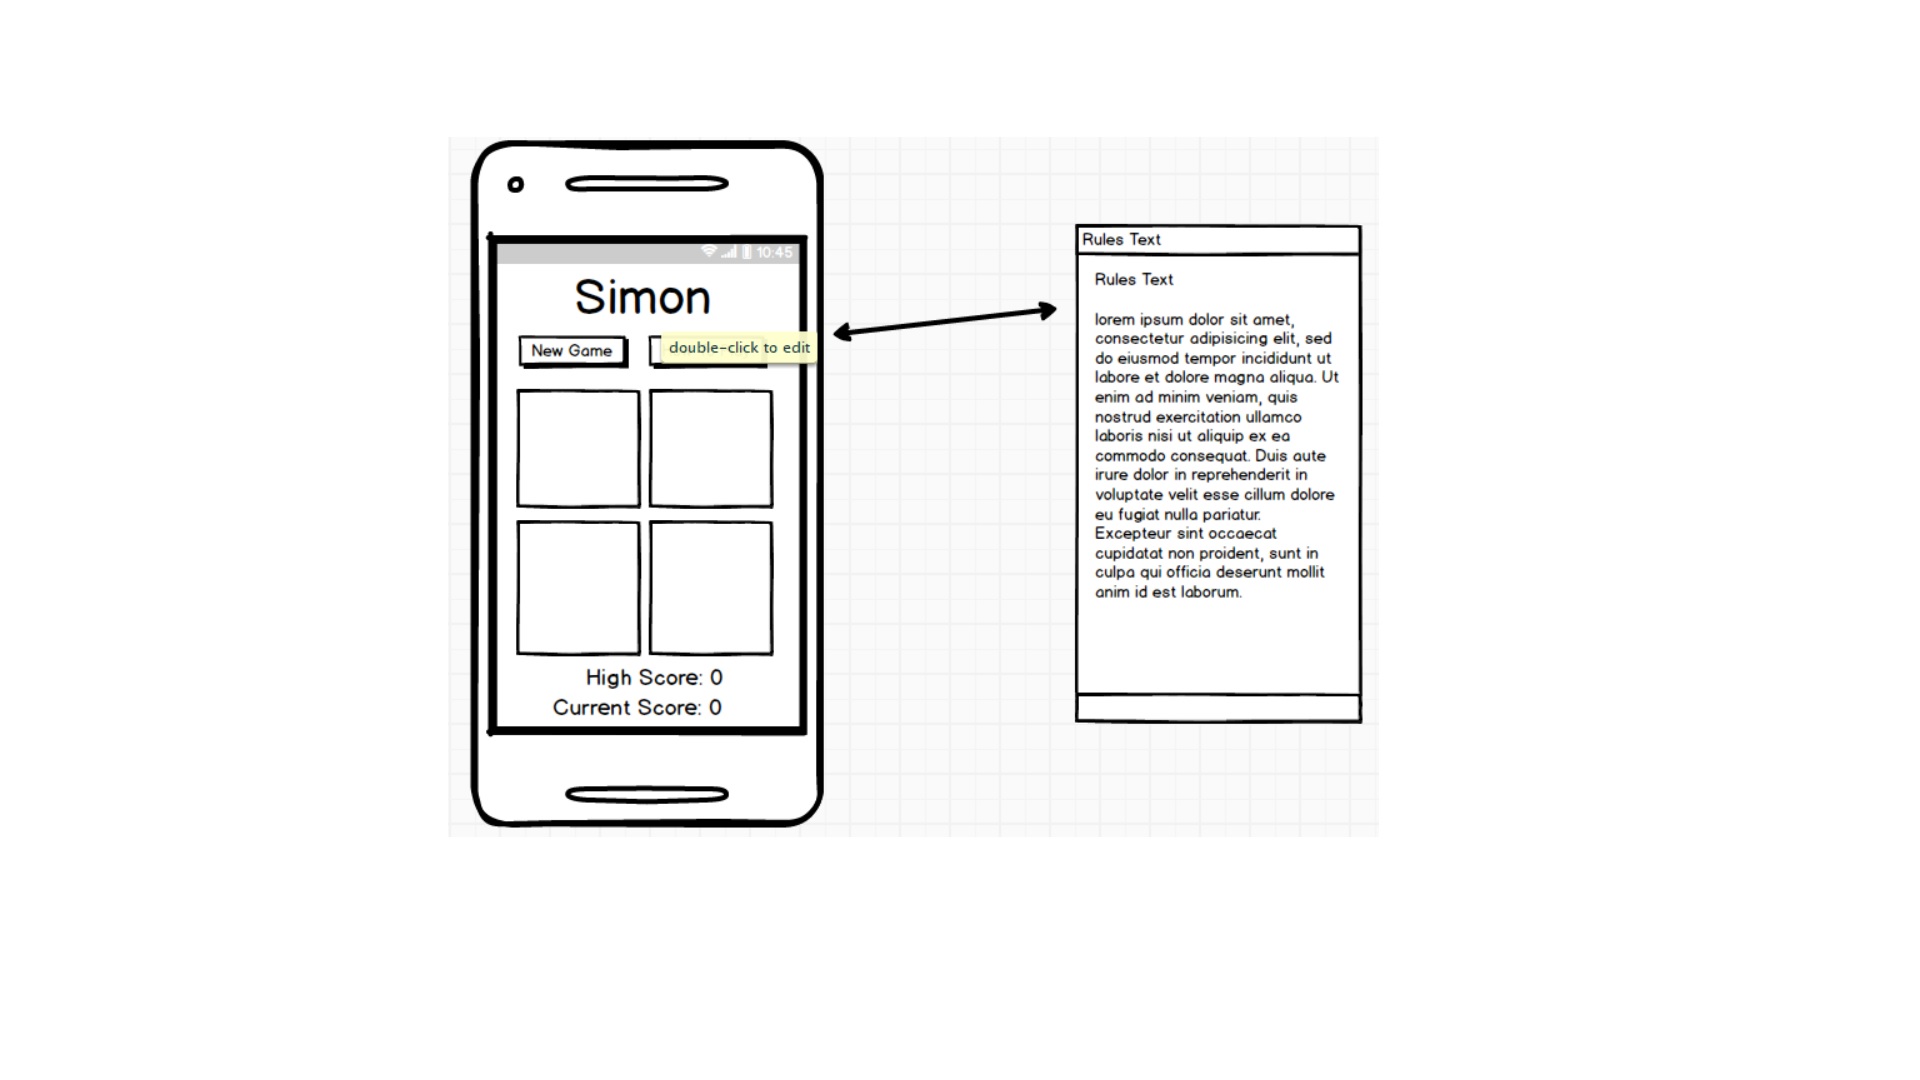 10:45
Simon
New Game
double-click to edit
High Score: 0
Current Score: 0
Rules Text
Rules Text
lorem ipsum dolor sit amet,
consectetur adipisicing elit, sed
do eiusmod tempor incididunt ut
labore et dolore magna aliqua. Ut
enim ad minim veniam, quis
nostrud exercitation ullamco
laboris nisi ut aliquip ex ea
commodo consequat. Duis aute
irure dolor in reprehenderit in
voluptate velit esse cillum dolore
eu fugiat nulla pariatur.
Excepteur sint occaecat
cupidatat non proident, sunt in
culpa qui officia deserunt mollit
anim id est laborum.